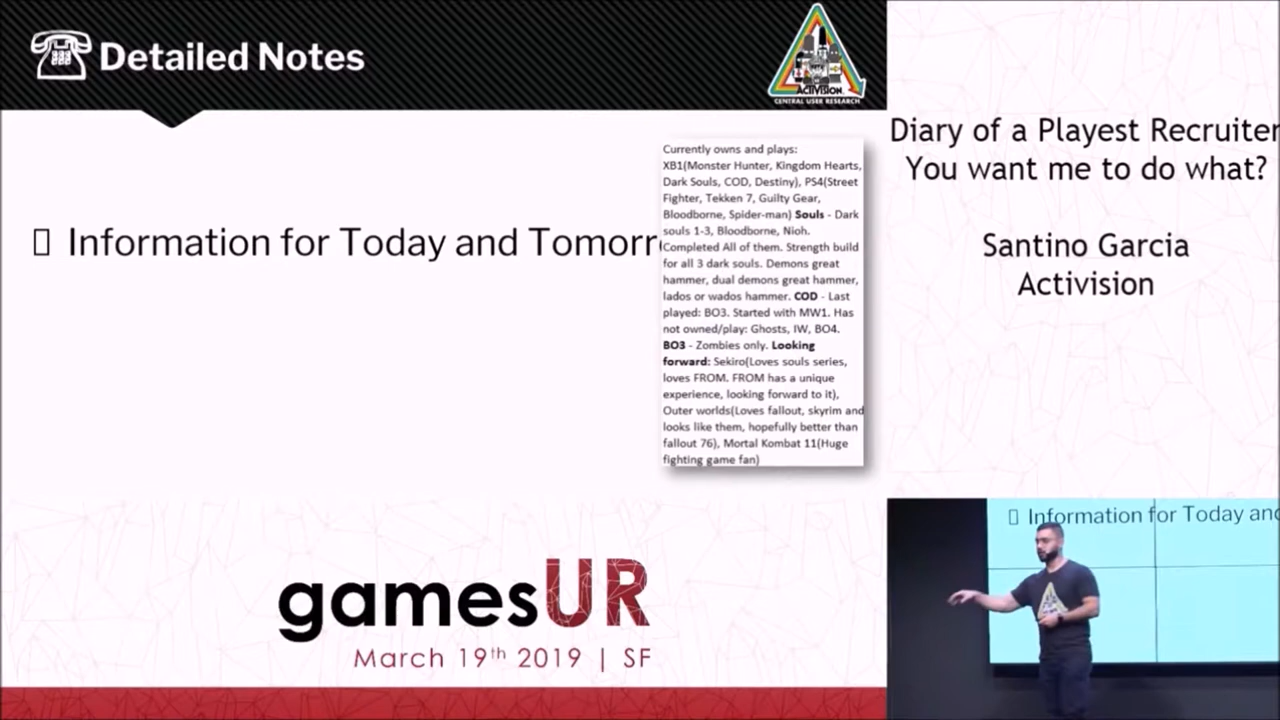 Detailed Notes
ACTIVISION
CENTRAL USER RESEARCH
Information for Today and Tomorr
Currently owns and plays:
XB1(Monster Hunter, Kingdom Hearts,
Dark Souls, COD, Destiny), PS4(Street
Fighter, Tekken 7, Guilty Gear,
Bloodborne, Spider-man) Souls - Dark
souls 1-3, Bloodborne, Nioh.
Completed All of them. Strength build
for all 3 dark souls. Demons great
hammer, dual demons great hammer,
lados or wados hammer. COD - Last
played: BO3. Started with MW1. Has
not owned/play: Ghosts, IW, BO4.
BO3 - Zombies only. Looking
forward: Sekiro(Loves souls series,
loves FROM. FROM has a unique
experience, looking forward to it),
Outer worlds(Loves fallout, skyrim and
looks like them, hopefully better than
fallout 76), Mortal Kombat 11(Huge
fighting game fan)
gamesUR
March 19th 2019 | SF
Diary of a Playest Recruiter
You want me to do what?
Santino Garcia
Activision
Information for Today and